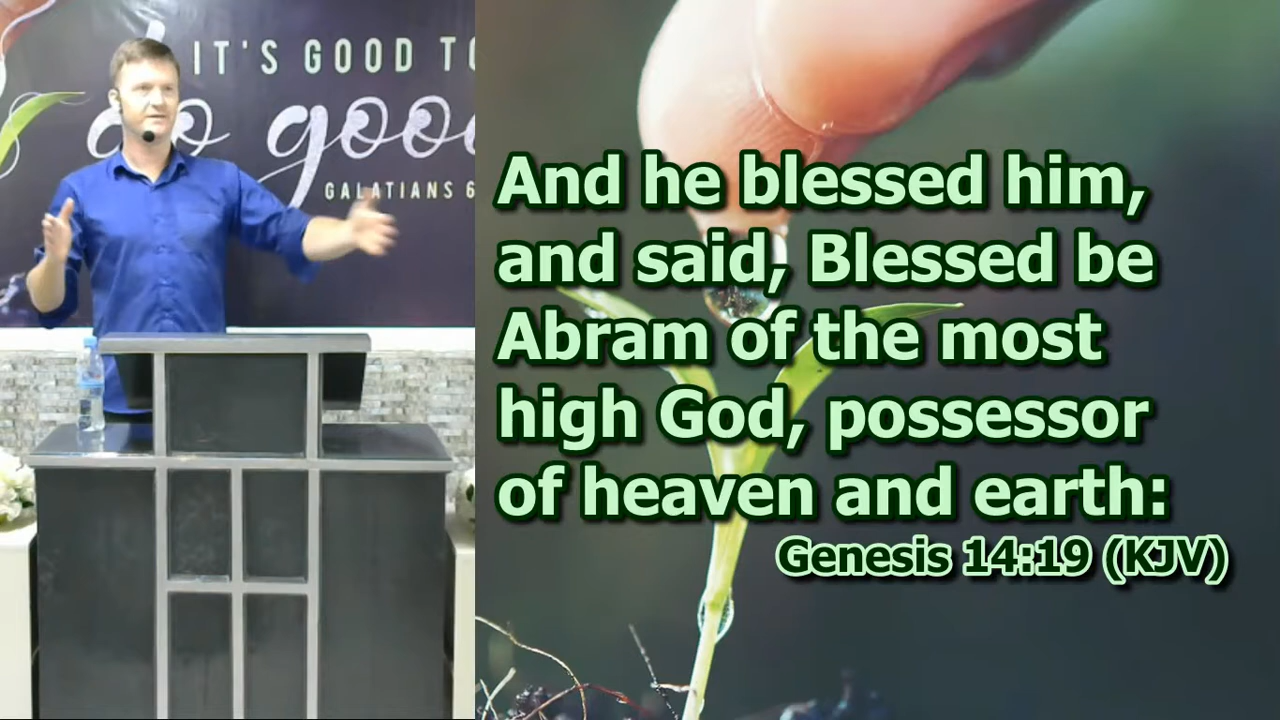 IT'S GOOD TO
do good
GALATIANS 6
And he blessed him,
and said, Blessed be
Abram of the most
high God, possessor
of heaven and earth:
Genesis 14:19 (KJV)